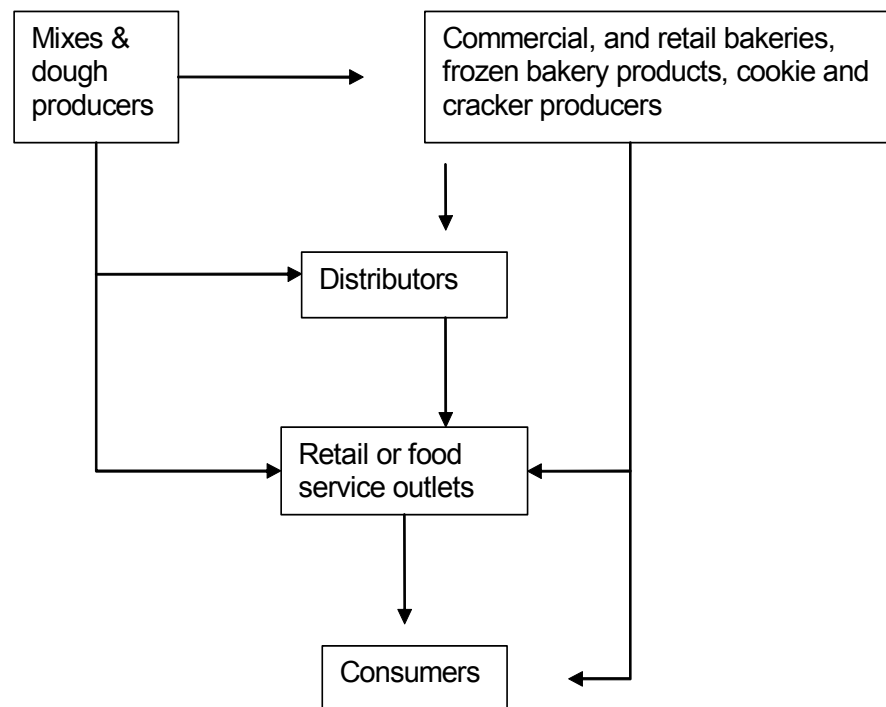 Mixes &
dough
producers
Commercial, and retail bakeries,
frozen bakery products, cookie and
cracker producers
Distributors
Retail or food
service outlets
Consumers